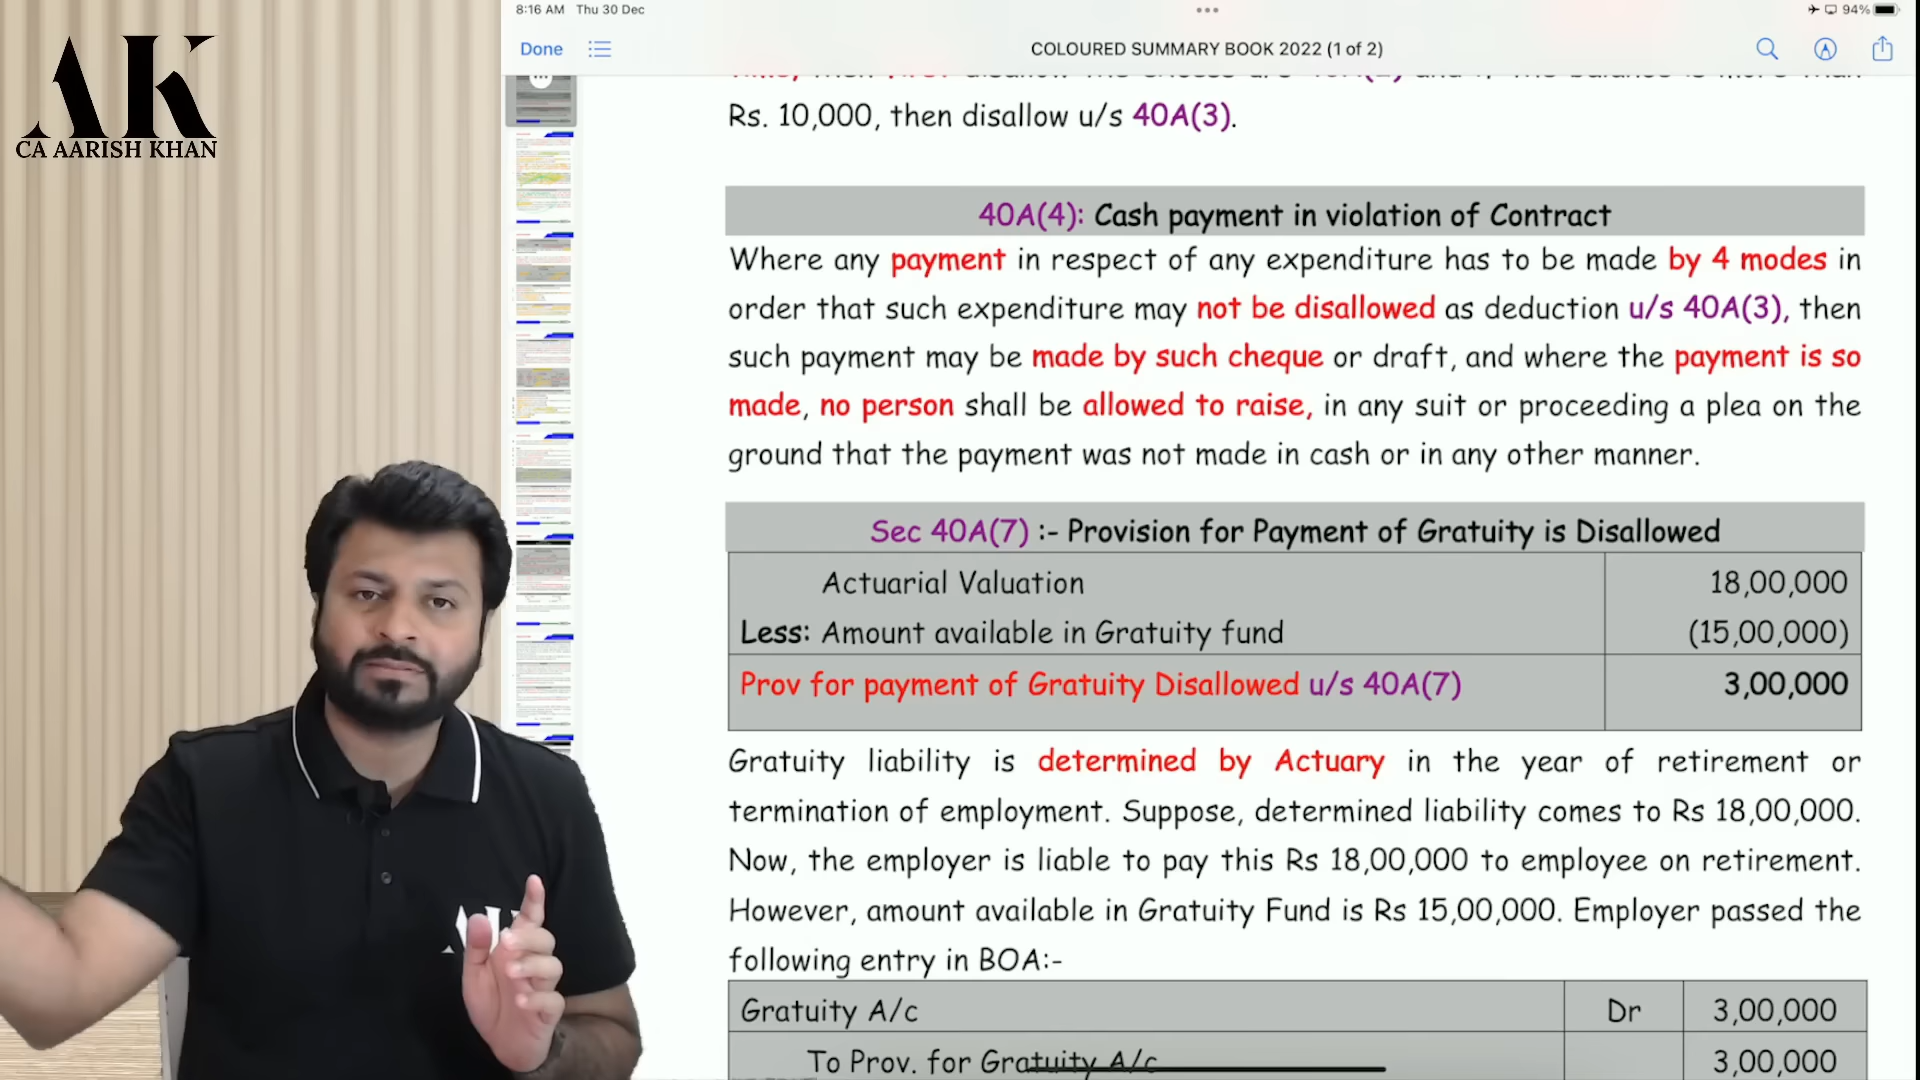 AK
CA AARISH KHAN
8:16 AM Thu 30 Dec
94%
Done
COLOURED SUMMARY BOOK 2022 (1 of 2)
Rs. 10,000, then disallow u/s 40A(3).
40A(4): Cash payment in violation of Contract
Where any payment in respect of any expenditure has to be made by 4 modes in
order that such expenditure may not be disallowed as deduction u/s 40A(3), then
such payment may be made by such cheque or draft, and where the payment is so
made, no person shall be allowed to raise, in any suit or proceeding a plea on the
ground that the payment was not made in cash or in any other manner.
Sec 40A(7) :- Provision for Payment of Gratuity is Disallowed
Actuarial Valuation 18,00,000
Less: Amount available in Gratuity fund (15,00,000)
Prov for payment of Gratuity Disallowed u/s 40A(7) 3,00,000
Gratuity liability is determined by Actuary in the year of retirement or
termination of employment. Suppose, determined liability comes to Rs 18,00,000.
Now, the employer is liable to pay this Rs 18,00,000 to employee on retirement.
However, amount available in Gratuity Fund is Rs 15,00,000. Employer passed the
following entry in BOA:-
Gratuity A/c Dr 3,00,000
To Prov. for Gratuity A/c 3,00,000